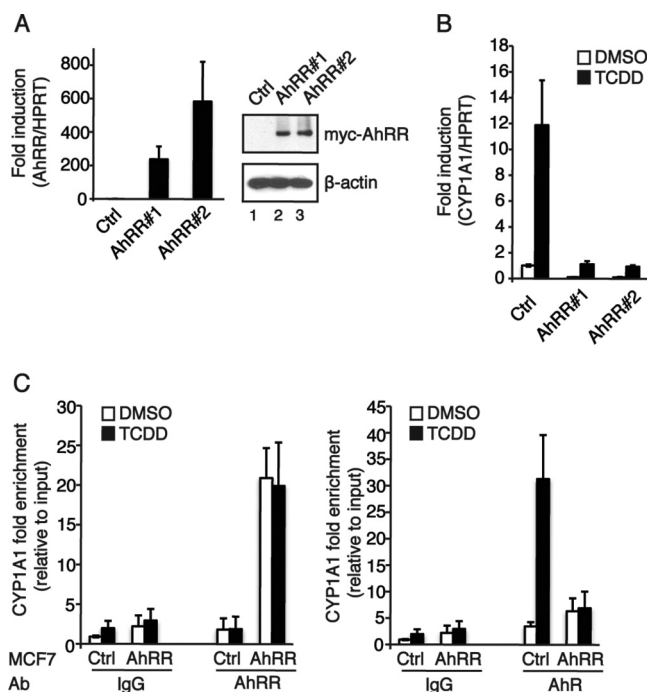 A
Fold induction
(AhRR/HPRT)
800
600
400
200
0
Ctrl
AhRR#1
AhRR#2
Ctrl
AhRR#1
AhRR#2
myc-AhRR
β-actin
1 2 3
B
Fold induction
(CYP1A1/HPRT)
DMSO
TCDD
16
14
12
10
8
6
4
2
0
Ctrl
AhRR#1
AhRR#2
C
CYP1A1 fold enrichment
(relative to input)
DMSO
TCDD
30
25
20
15
10
5
0
MCF7 Ctrl AhRR Ctrl AhRR
Ab IgG AhRR
CYP1A1 fold enrichment
(relative to input)
DMSO
TCDD
45
40
35
30
25
20
15
10
5
0
Ctrl AhRR Ctrl AhRR
IgG AhR